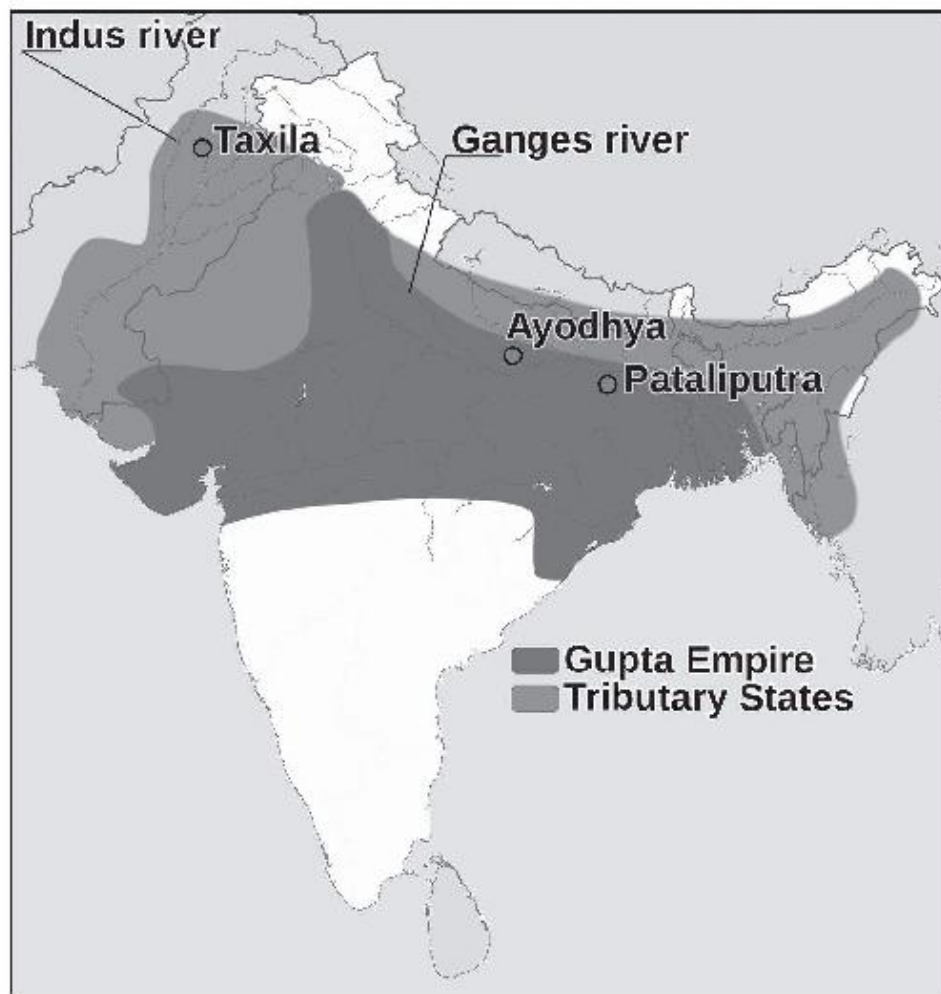 Indus river
Taxila
Ganges river
Ayodhya
Pataliputra
Gupta Empire
Tributary States